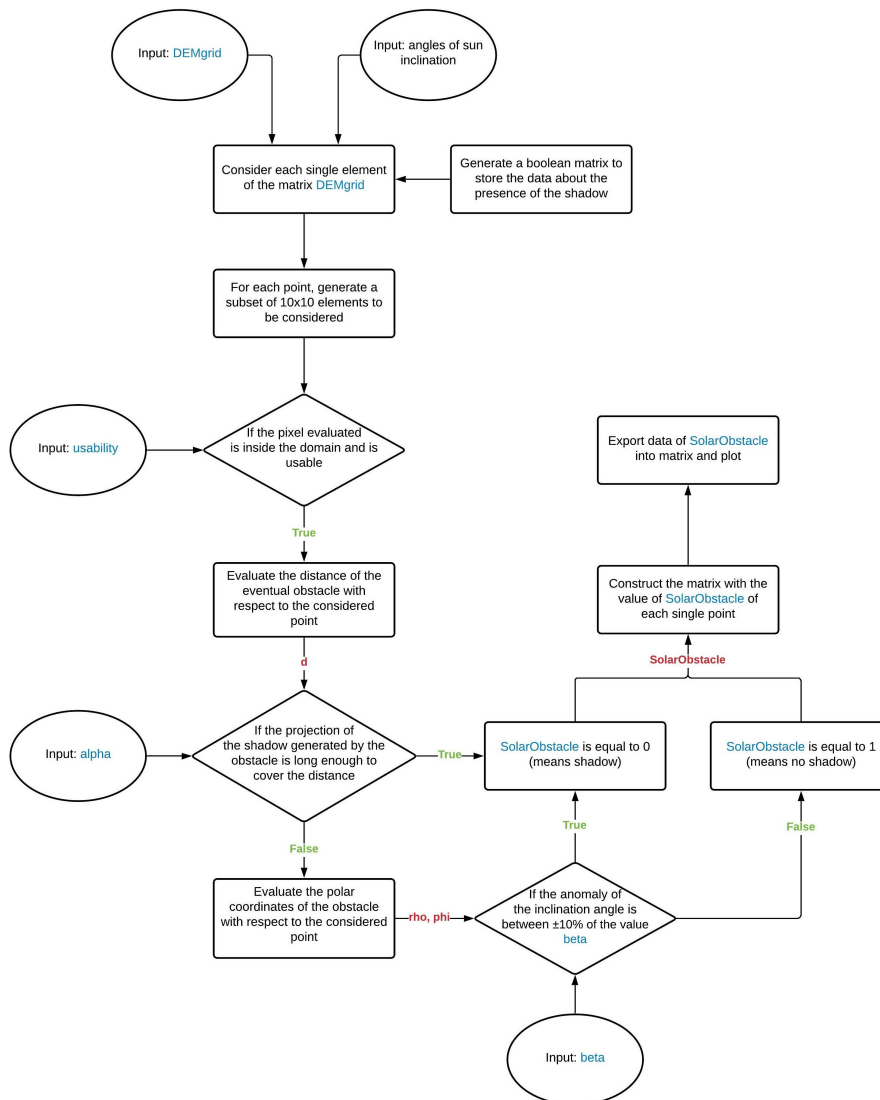 Input: DEMgrid
Input: angles of sun
inclination
Consider each single element
of the matrix DEMgrid
Generate a boolean matrix to
store the data about the
presence of the shadow
For each point, generate a
subset of 10x10 elements to
be considered
Input: usability
If the pixel evaluated
is inside the domain and is
usable
True
Evaluate the distance of the
eventual obstacle with
respect to the considered
point
d
Input: alpha
If the projection of
the shadow generated by the
obstacle is long enough to
cover the distance
True
False
Evaluate the polar
coordinates of the obstacle
with respect to the considered
point
rho, phi
If the anomaly of
the inclination angle is
between ±10% of the value
beta
Input: beta
True
False
SolarObstacle is equal to 0
(means shadow)
SolarObstacle is equal to 1
(means no shadow)
SolarObstacle
Construct the matrix with the
value of SolarObstacle of
each single point
Export data of SolarObstacle
into matrix and plot